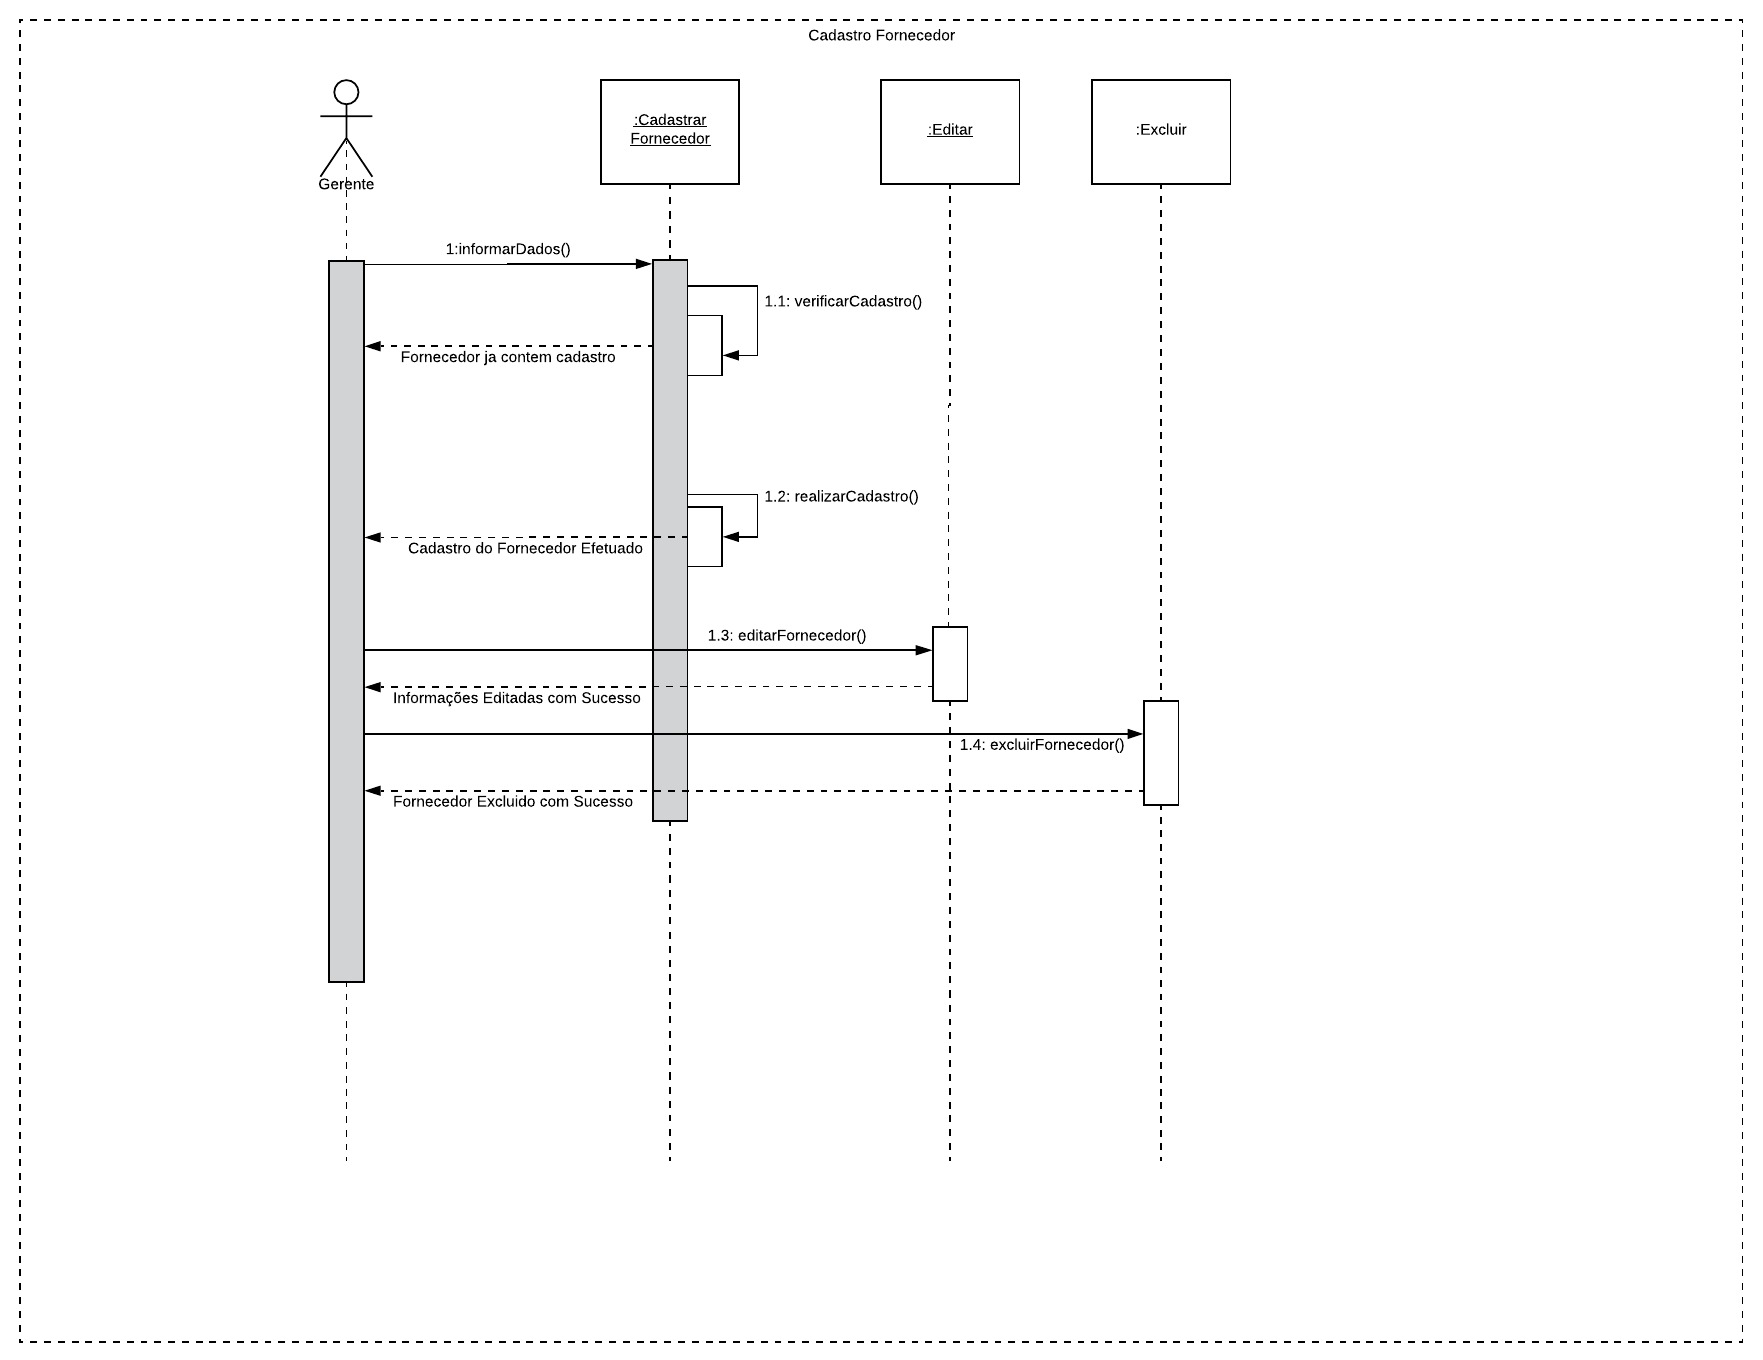 Cadastro Fornecedor
Gerente
:Cadastrar
Fornecedor
:Editar
:Excluir
1:informarDados()
1.1: verificarCadastro()
Fornecedor ja contem cadastro
1.2: realizarCadastro()
Cadastro do Fornecedor Efetuado
1.3: editarFornecedor()
Informações Editadas com Sucesso
1.4: excluirFornecedor()
Fornecedor Excluido com Sucesso